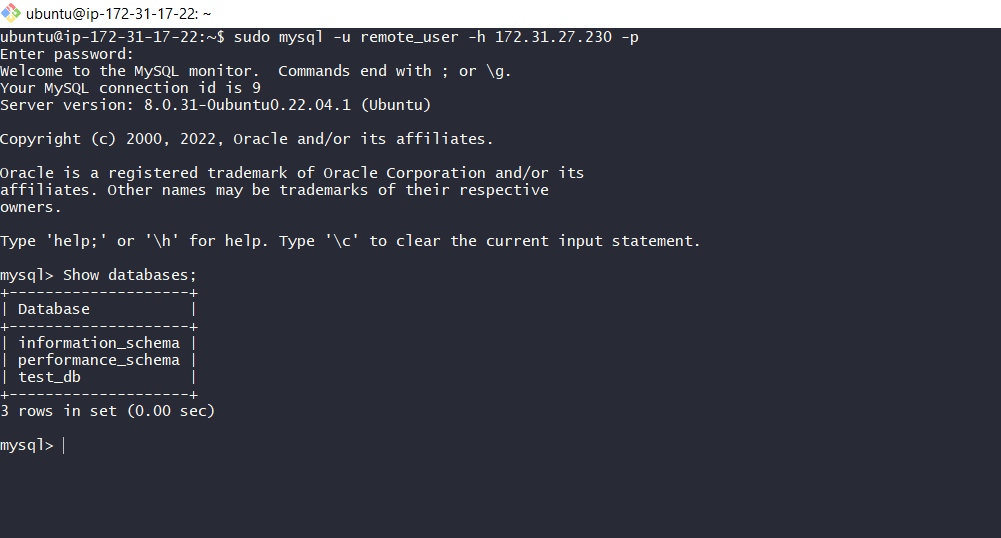 ubuntu@ip-172-31-17-22: ~
ubuntu@ip-172-31-17-22:~$ sudo mysql -u remote_user -h 172.31.27.230 -p
Enter password:
Welcome to the MySQL monitor.  Commands end with ; or \g.
Your MySQL connection id is 9
Server version: 8.0.31-0ubuntu0.22.04.1 (Ubuntu)
Copyright (c) 2000, 2022, Oracle and/or its affiliates.
Oracle is a registered trademark of Oracle Corporation and/or its
affiliates. Other names may be trademarks of their respective
owners.
Type 'help;' or '\h' for help. Type '\c' to clear the current input statement.
mysql> Show databases;
+--------------------+
| Database           |
+--------------------+
| information_schema |
| performance_schema |
| test_db            |
+--------------------+
3 rows in set (0.00 sec)
mysql>